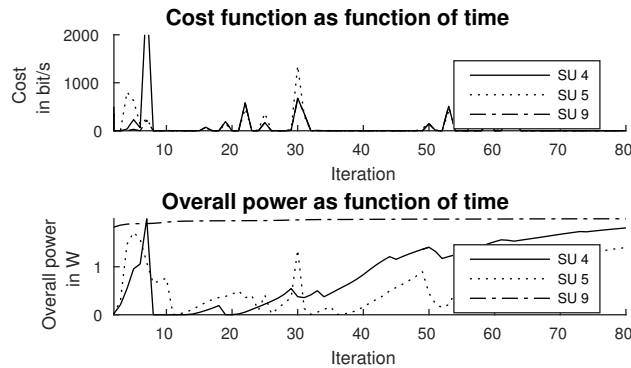 Cost function as function of time
2000
1000
0
Cost
in bit/s
SU 4
SU 5
SU 9
10 20 30 40 50 60 70 80
Iteration
Overall power as function of time
1
0
Overall power
in W
SU 4
SU 5
SU 9
10 20 30 40 50 60 70 80
Iteration